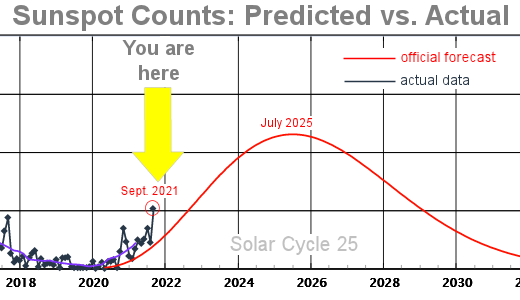 Sunspot Counts: Predicted vs. Actual
You are
here
official forecast
actual data
July 2025
Sept. 2021
Solar Cycle 25
2018 2020 2022 2024 2026 2028 2030